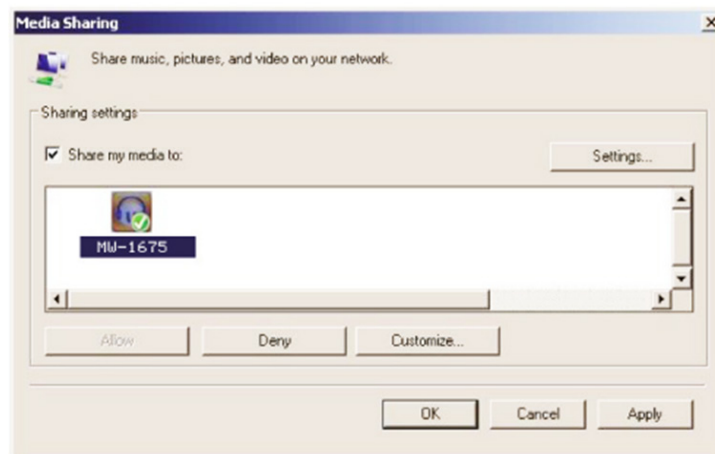 Media Sharing
Share music, pictures, and video on your network.
Sharing settings
Share my media to:
Settings...
MW-1675
Allow
Deny
Customize...
OK
Cancel
Apply